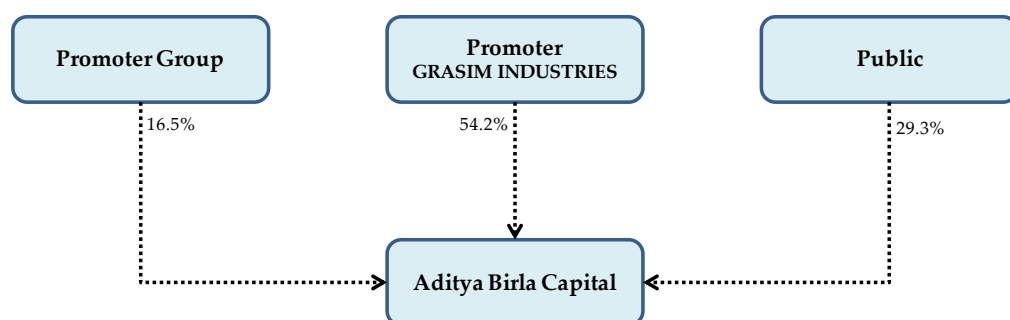 Promoter Group
Promoter
GRASIM INDUSTRIES
Public
16.5%
54.2%
29.3%
Aditya Birla Capital